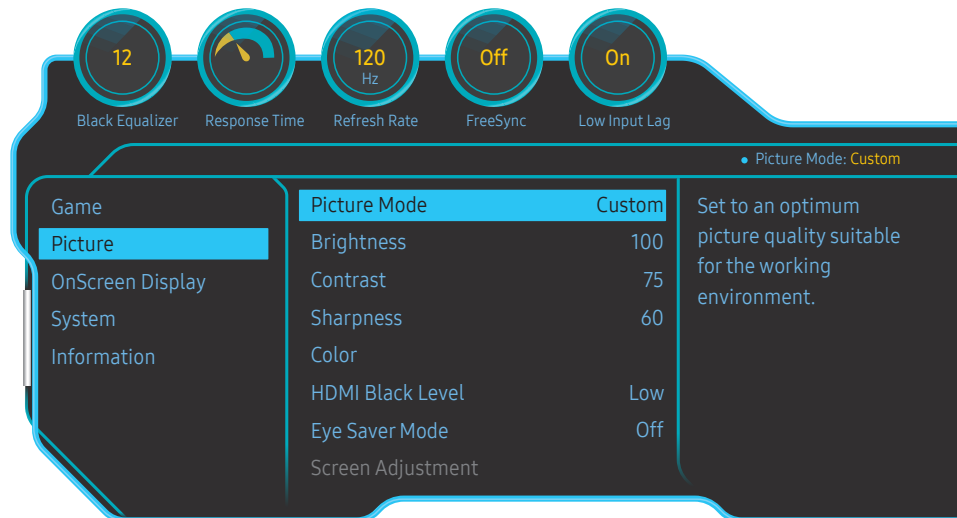 12
120
Hz
Off
On
Black Equalizer
Response Time
Refresh Rate
FreeSync
Low Input Lag
• Picture Mode: Custom
Game
Picture
OnScreen Display
System
Information
Picture Mode Custom
Brightness 100
Contrast 75
Sharpness 60
Color
HDMI Black Level Low
Eye Saver Mode Off
Screen Adjustment
Set to an optimum
picture quality suitable
for the working
environment.